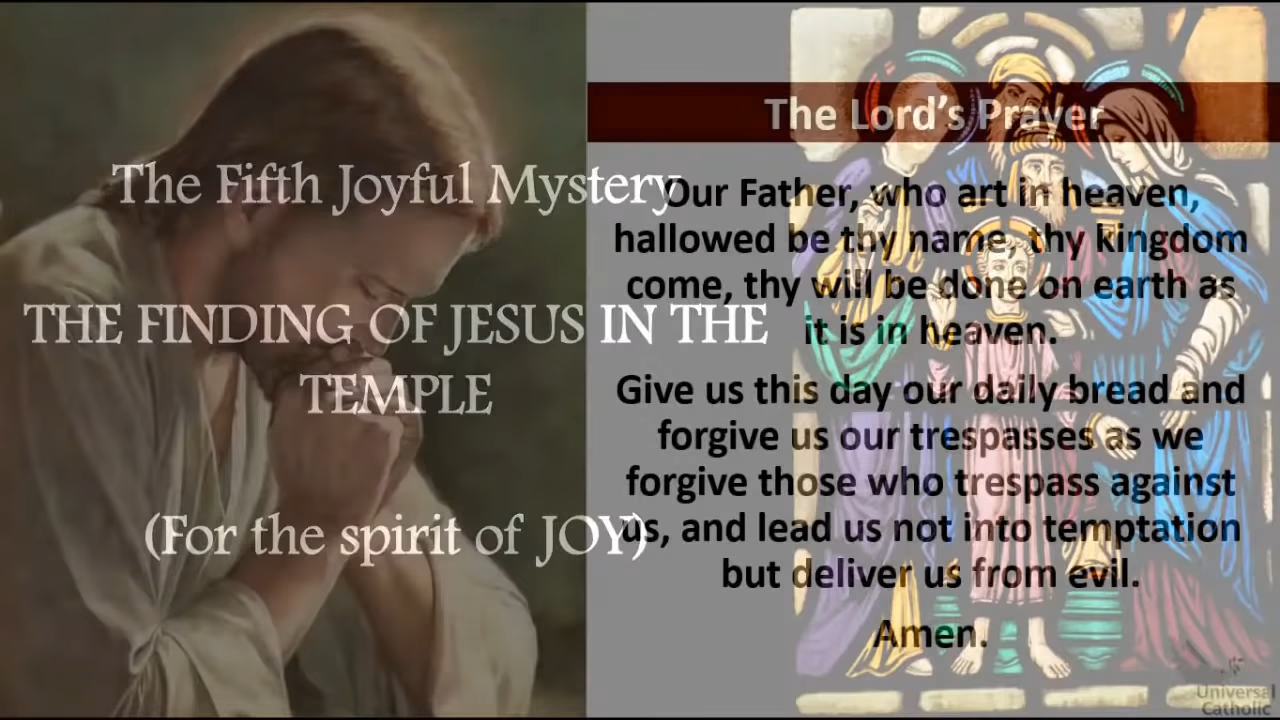 The Fifth Joyful Mystery
THE FINDING OF JESUS IN THE
TEMPLE
(For the spirit of JOY)
The Lord's Prayer
Our Father, who art in heaven,
hallowed be thy name, thy kingdom
come, thy will be done on earth as
it is in heaven.
Give us this day our daily bread and
forgive us our trespasses as we
forgive those who trespass against
us, and lead us not into temptation
but deliver us from evil.
Amen.
Universal
Catholic